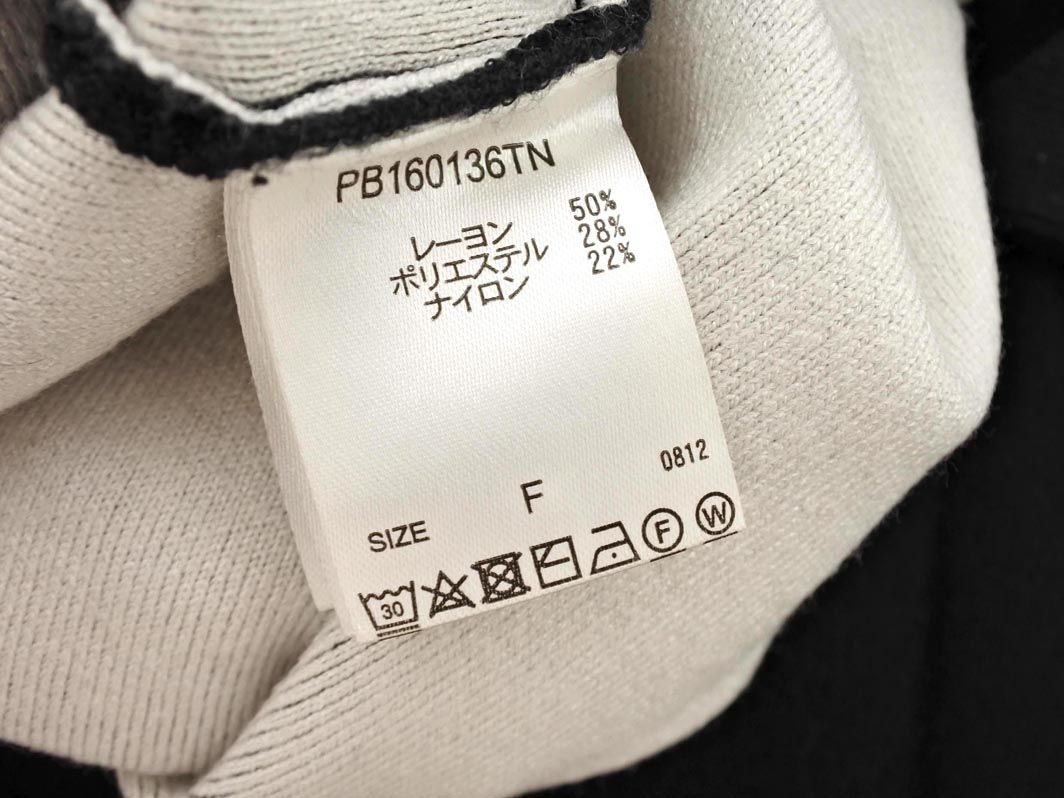 PB160136TN
レーヨン 50%
ポリエステル 28%
ナイロン 22%
0812
SIZE F
30 F W